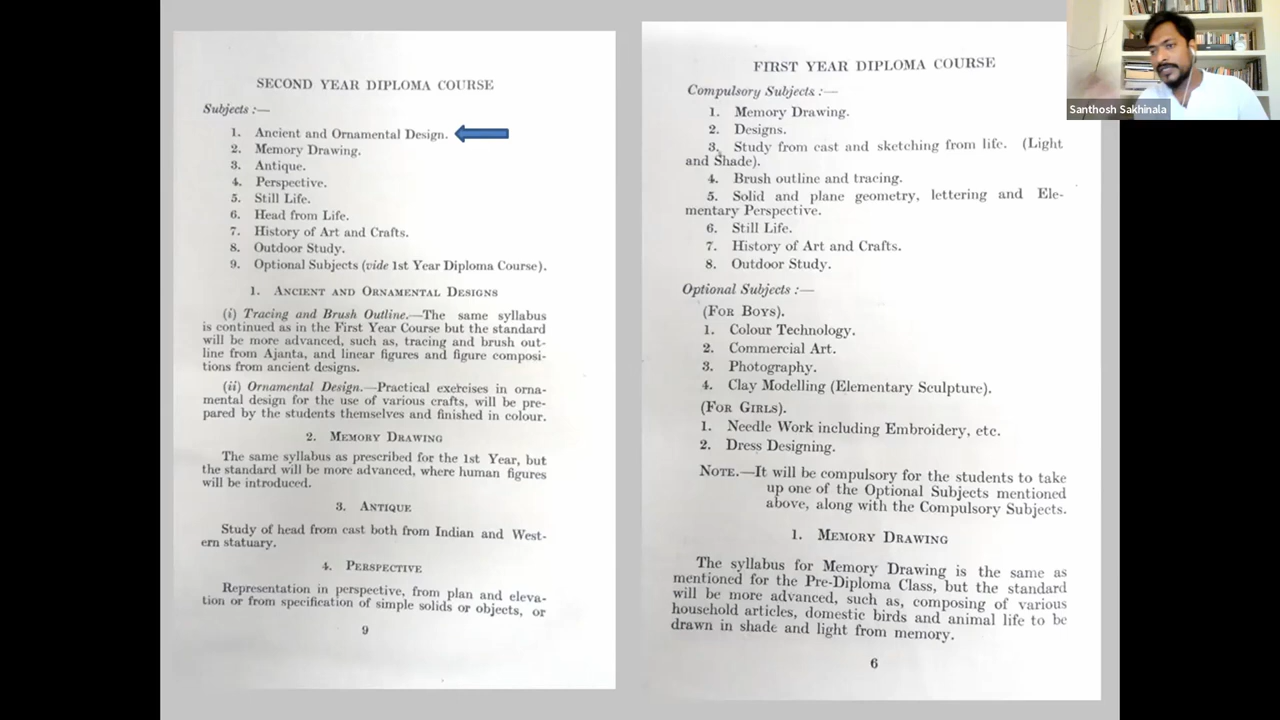 SECOND YEAR DIPLOMA COURSE
Subjects :—
1. Ancient and Ornamental Design.
2. Memory Drawing.
3. Antique.
4. Perspective.
5. Still Life.
6. Head from Life.
7. History of Art and Crafts.
8. Outdoor Study.
9. Optional Subjects (vide 1st Year Diploma Course).
1. ANCIENT AND ORNAMENTAL DESIGNS
(i) Tracing and Brush Outline.—The same syllabus
is continued as in the First Year Course but the standard
will be more advanced, such as, tracing and brush out-
line from Ajanta, and linear figures and figure composi-
tions from ancient designs.
(ii) Ornamental Design.—Practical exercises in orna-
mental design for the use of various crafts, will be pre-
pared by the students themselves and finished in colour.
2. MEMORY DRAWING
The same syllabus as prescribed for the 1st Year, but
the standard will be more advanced, where human figures
will be introduced.
3. ANTIQUE
Study of head from cast both from Indian and West-
ern statuary.
4. PERSPECTIVE
Representation in perspective, from plan and eleva-
tion or from specification of simple solids or objects, or
9
FIRST YEAR DIPLOMA COURSE
Compulsory Subjects :—
1. Memory Drawing.
2. Designs.
3. Study from cast and sketching from life. (Light
and Shade).
4. Brush outline and tracing.
5. Solid and plane geometry, lettering and Ele-
mentary Perspective.
6. Still Life.
7. History of Art and Crafts.
8. Outdoor Study.
Optional Subjects :—
(FOR BOYS).
1. Colour Technology.
2. Commercial Art.
3. Photography.
4. Clay Modelling (Elementary Sculpture).
(FOR GIRLS).
1. Needle Work including Embroidery, etc.
2. Dress Designing.
NOTE.—It will be compulsory for the students to take
up one of the Optional Subjects mentioned
above, along with the Compulsory Subjects.
1. MEMORY DRAWING
The syllabus for Memory Drawing is the same as
mentioned for the Pre-Diploma Class, but the standard
will be more advanced, such as, composing of various
household articles, domestic birds and animal life to be
drawn in shade and light from memory.
6
Santhosh Sakhinala